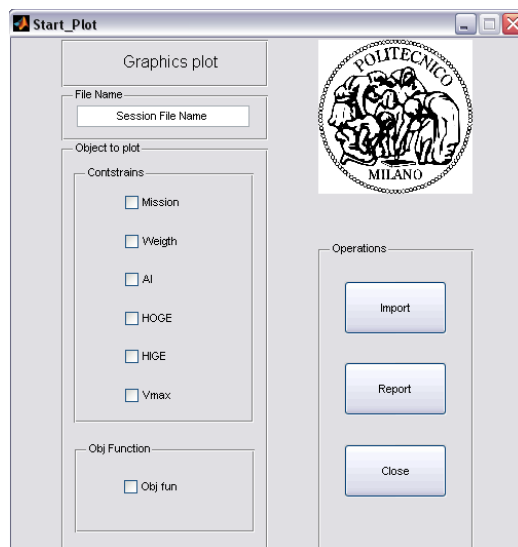 Start_Plot
Graphics plot
File Name
Session File Name
Object to plot
Contstrains
Mission
Weigth
AI
HOGE
HIGE
Vmax
Obj Function
Obj fun
POLITECNICO
MILANO
Operations
Import
Report
Close